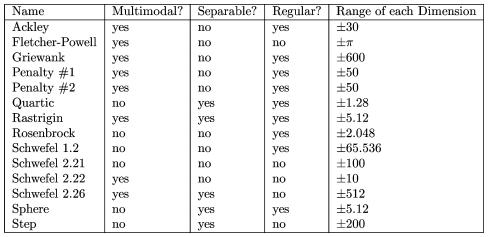 Name Multimodal? Separable? Regular? Range of each Dimension
Ackley yes no yes ±30
Fletcher-Powell yes no no ±π
Griewank yes no yes ±600
Penalty #1 yes no yes ±50
Penalty #2 yes no yes ±50
Quartic no yes yes ±1.28
Rastrigin yes yes yes ±5.12
Rosenbrock no no yes ±2.048
Schwefel 1.2 no no yes ±65.536
Schwefel 2.21 no no no ±100
Schwefel 2.22 yes no no ±10
Schwefel 2.26 yes yes no ±512
Sphere no yes yes ±5.12
Step no yes no ±200